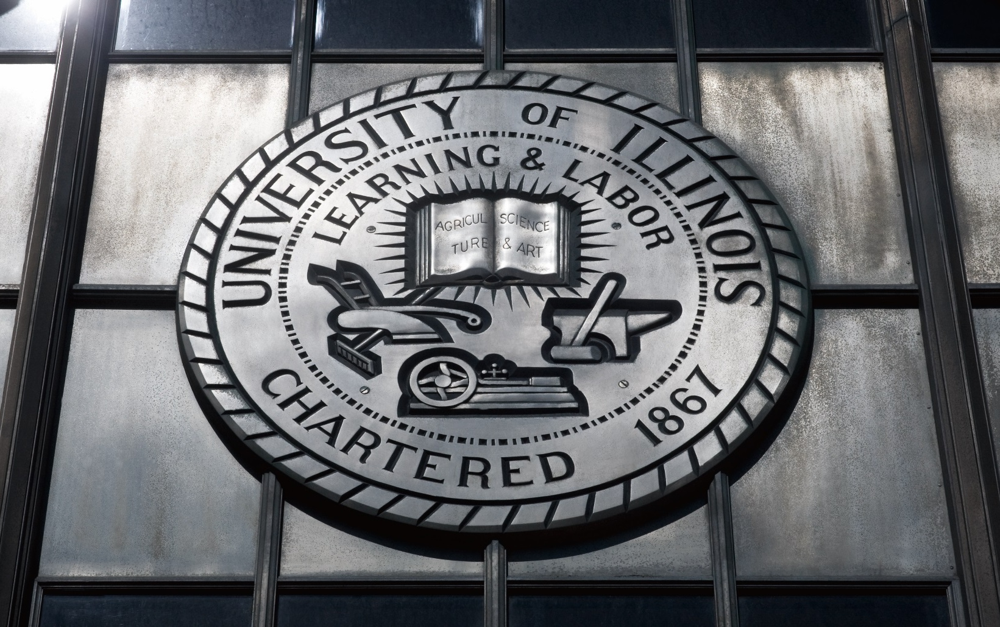 UNIVERSITY OF ILLINOIS
LEARNING & LABOR
AGRICUL
TURE
SCIENCE
& ART
CHARTERED 1867